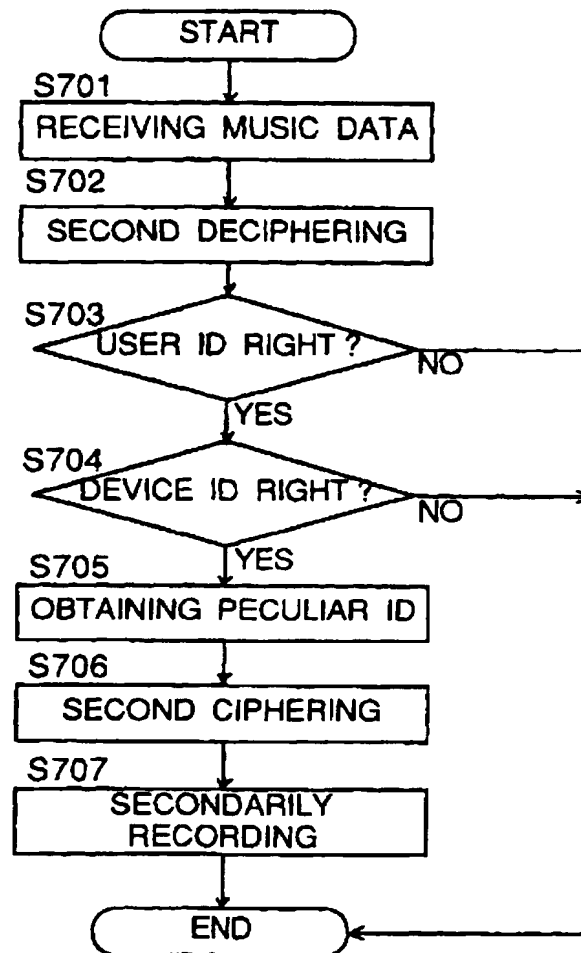 START
S701
RECEIVING MUSIC DATA
S702
SECOND DECIPHERING
S703
USER ID RIGHT ?
NO
YES
S704
DEVICE ID RIGHT ?
NO
YES
S705
OBTAINING PECULIAR ID
S706
SECOND CIPHERING
S707
SECONDARILY
RECORDING
END